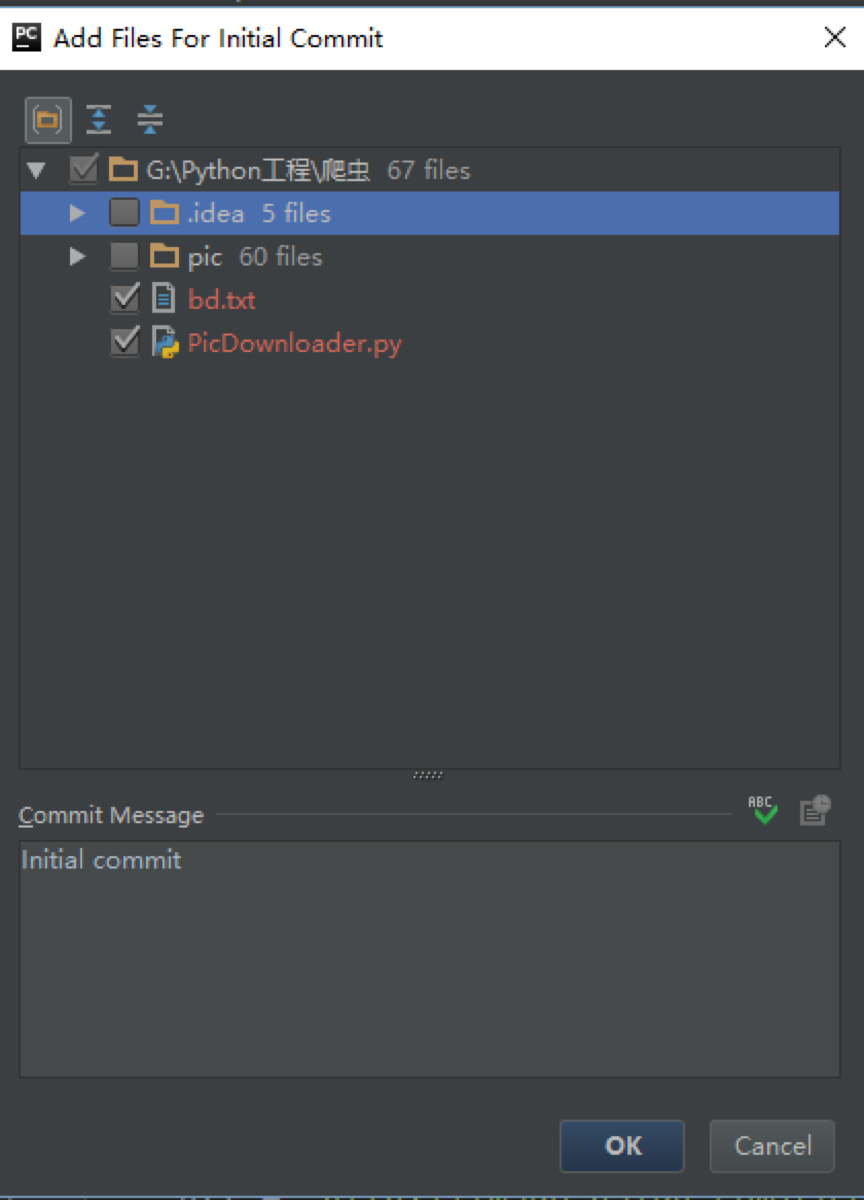 PC Add Files For Initial Commit
G:\Python工程\爬虫 67 files
.idea 5 files
pic 60 files
bd.txt
PicDownloader.py
Commit Message
ABC
Initial commit
OK Cancel